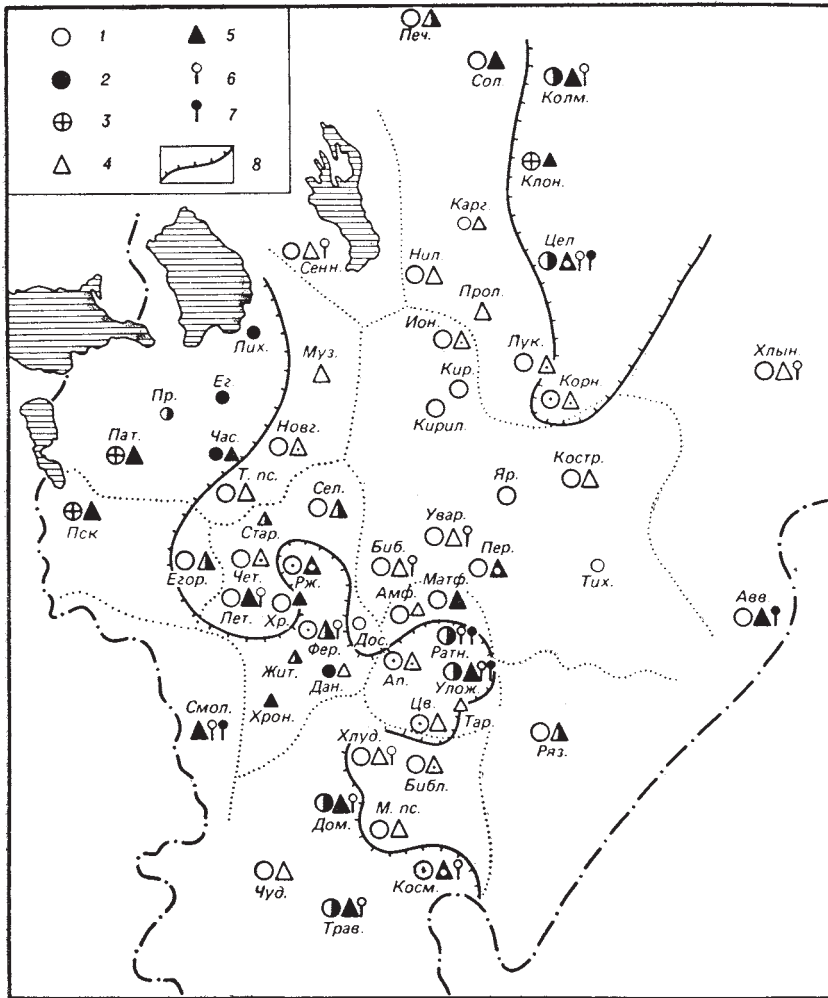 1 5
2 6
3 7
4 8
Печ.
Сол.
Колм.
Клон.
Карг.
Цел
Сенн.
Нил.
Прол.
Ион.
Лук.
Пих.
Муз.
Кир.
Корн.
Хлын.
Ег.
Пр.
Кирил.
Пат.
Час.
Новг.
Костр.
Т. пс.
Яр.
Пск
Сел.
Стар.
Увар.
Егор.
Чет.
Рж.
Биб.
Пер.
Тих.
Пет.
Хр.
Амф.
Матф.
Авв.
Фер.
Дос.
Ратн.
Жит.
Дан.
Ап.
Улож.
Смол.
Хрон.
Цв.
Тар.
Хлуд.
Библ.
Ряз.
Дом.
М. пс.
Чуд.
Косм.
Трав.